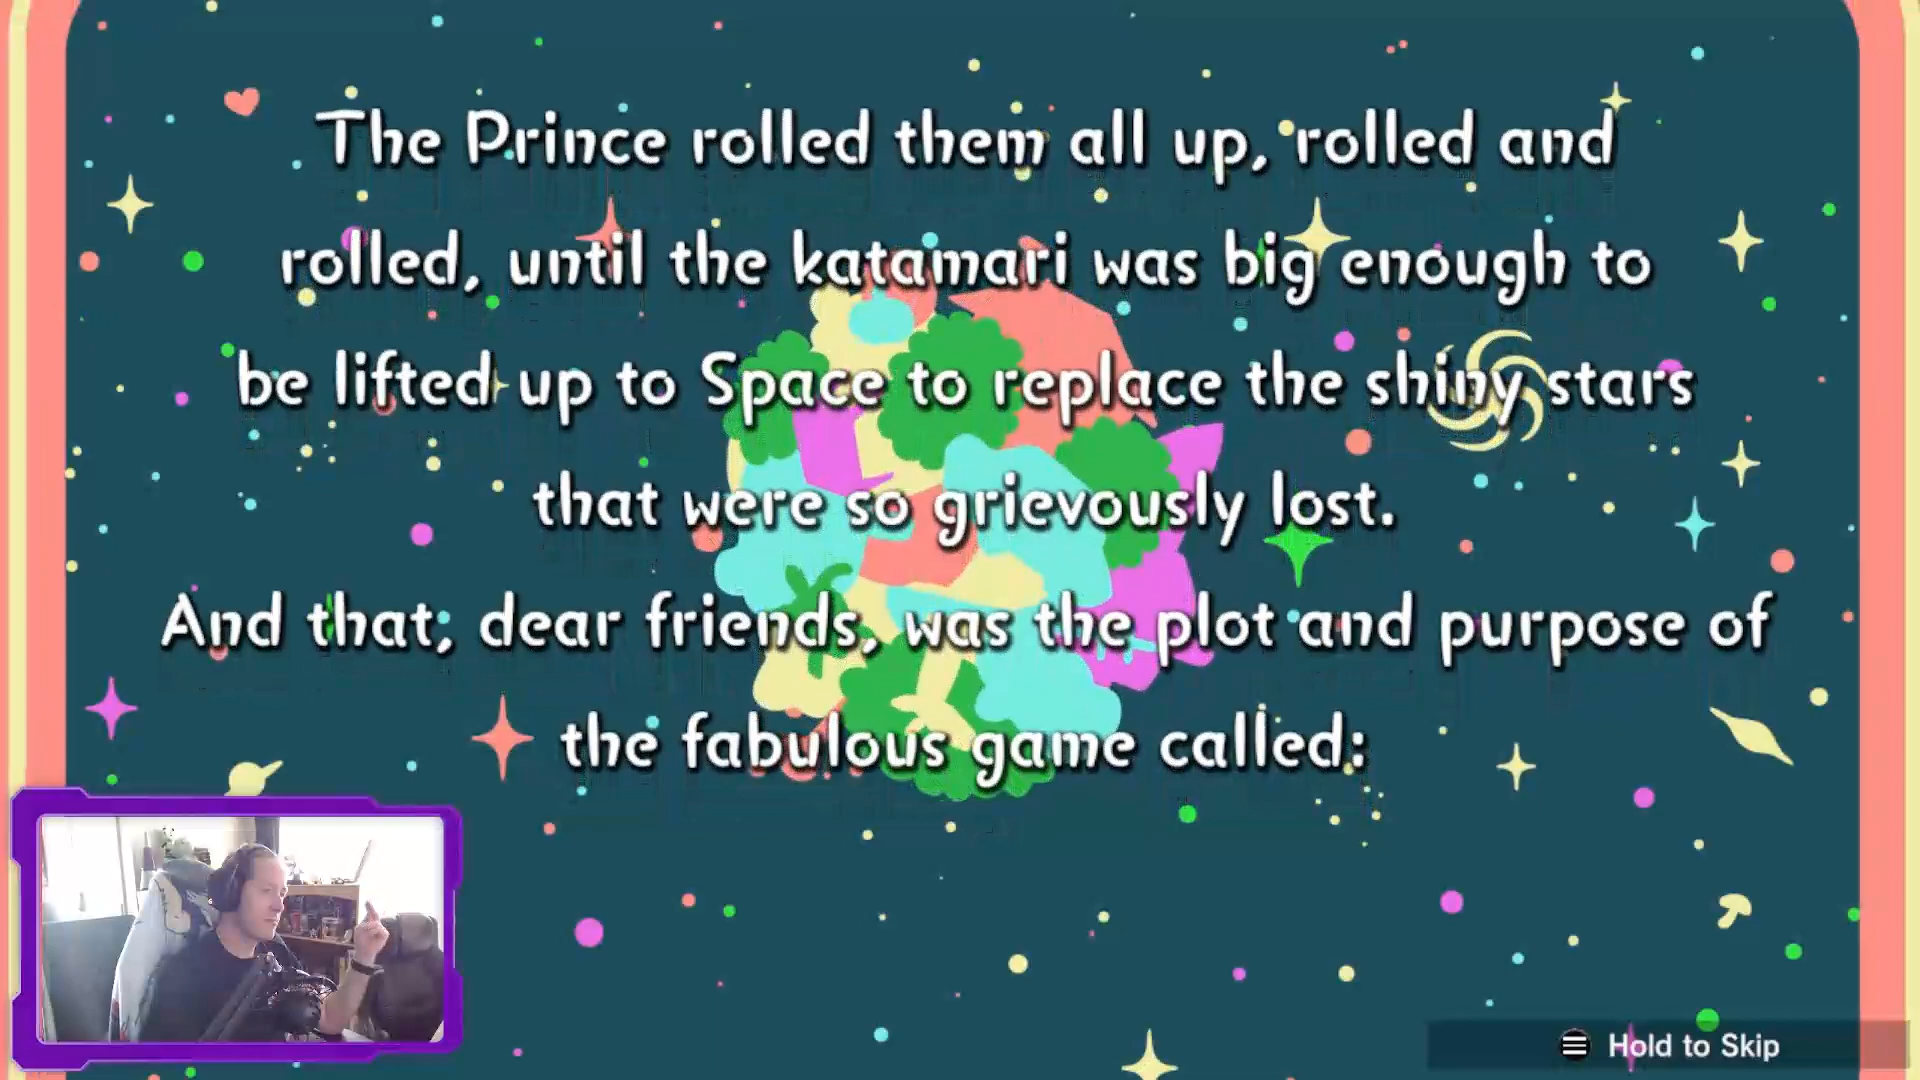 The Prince rolled them all up, rolled and
rolled, until the katamari was big enough to
be lifted up to Space to replace the shiny stars
that were so grievously lost.
And that, dear friends, was the plot and purpose of
the fabulous game called:
Hold to Skip